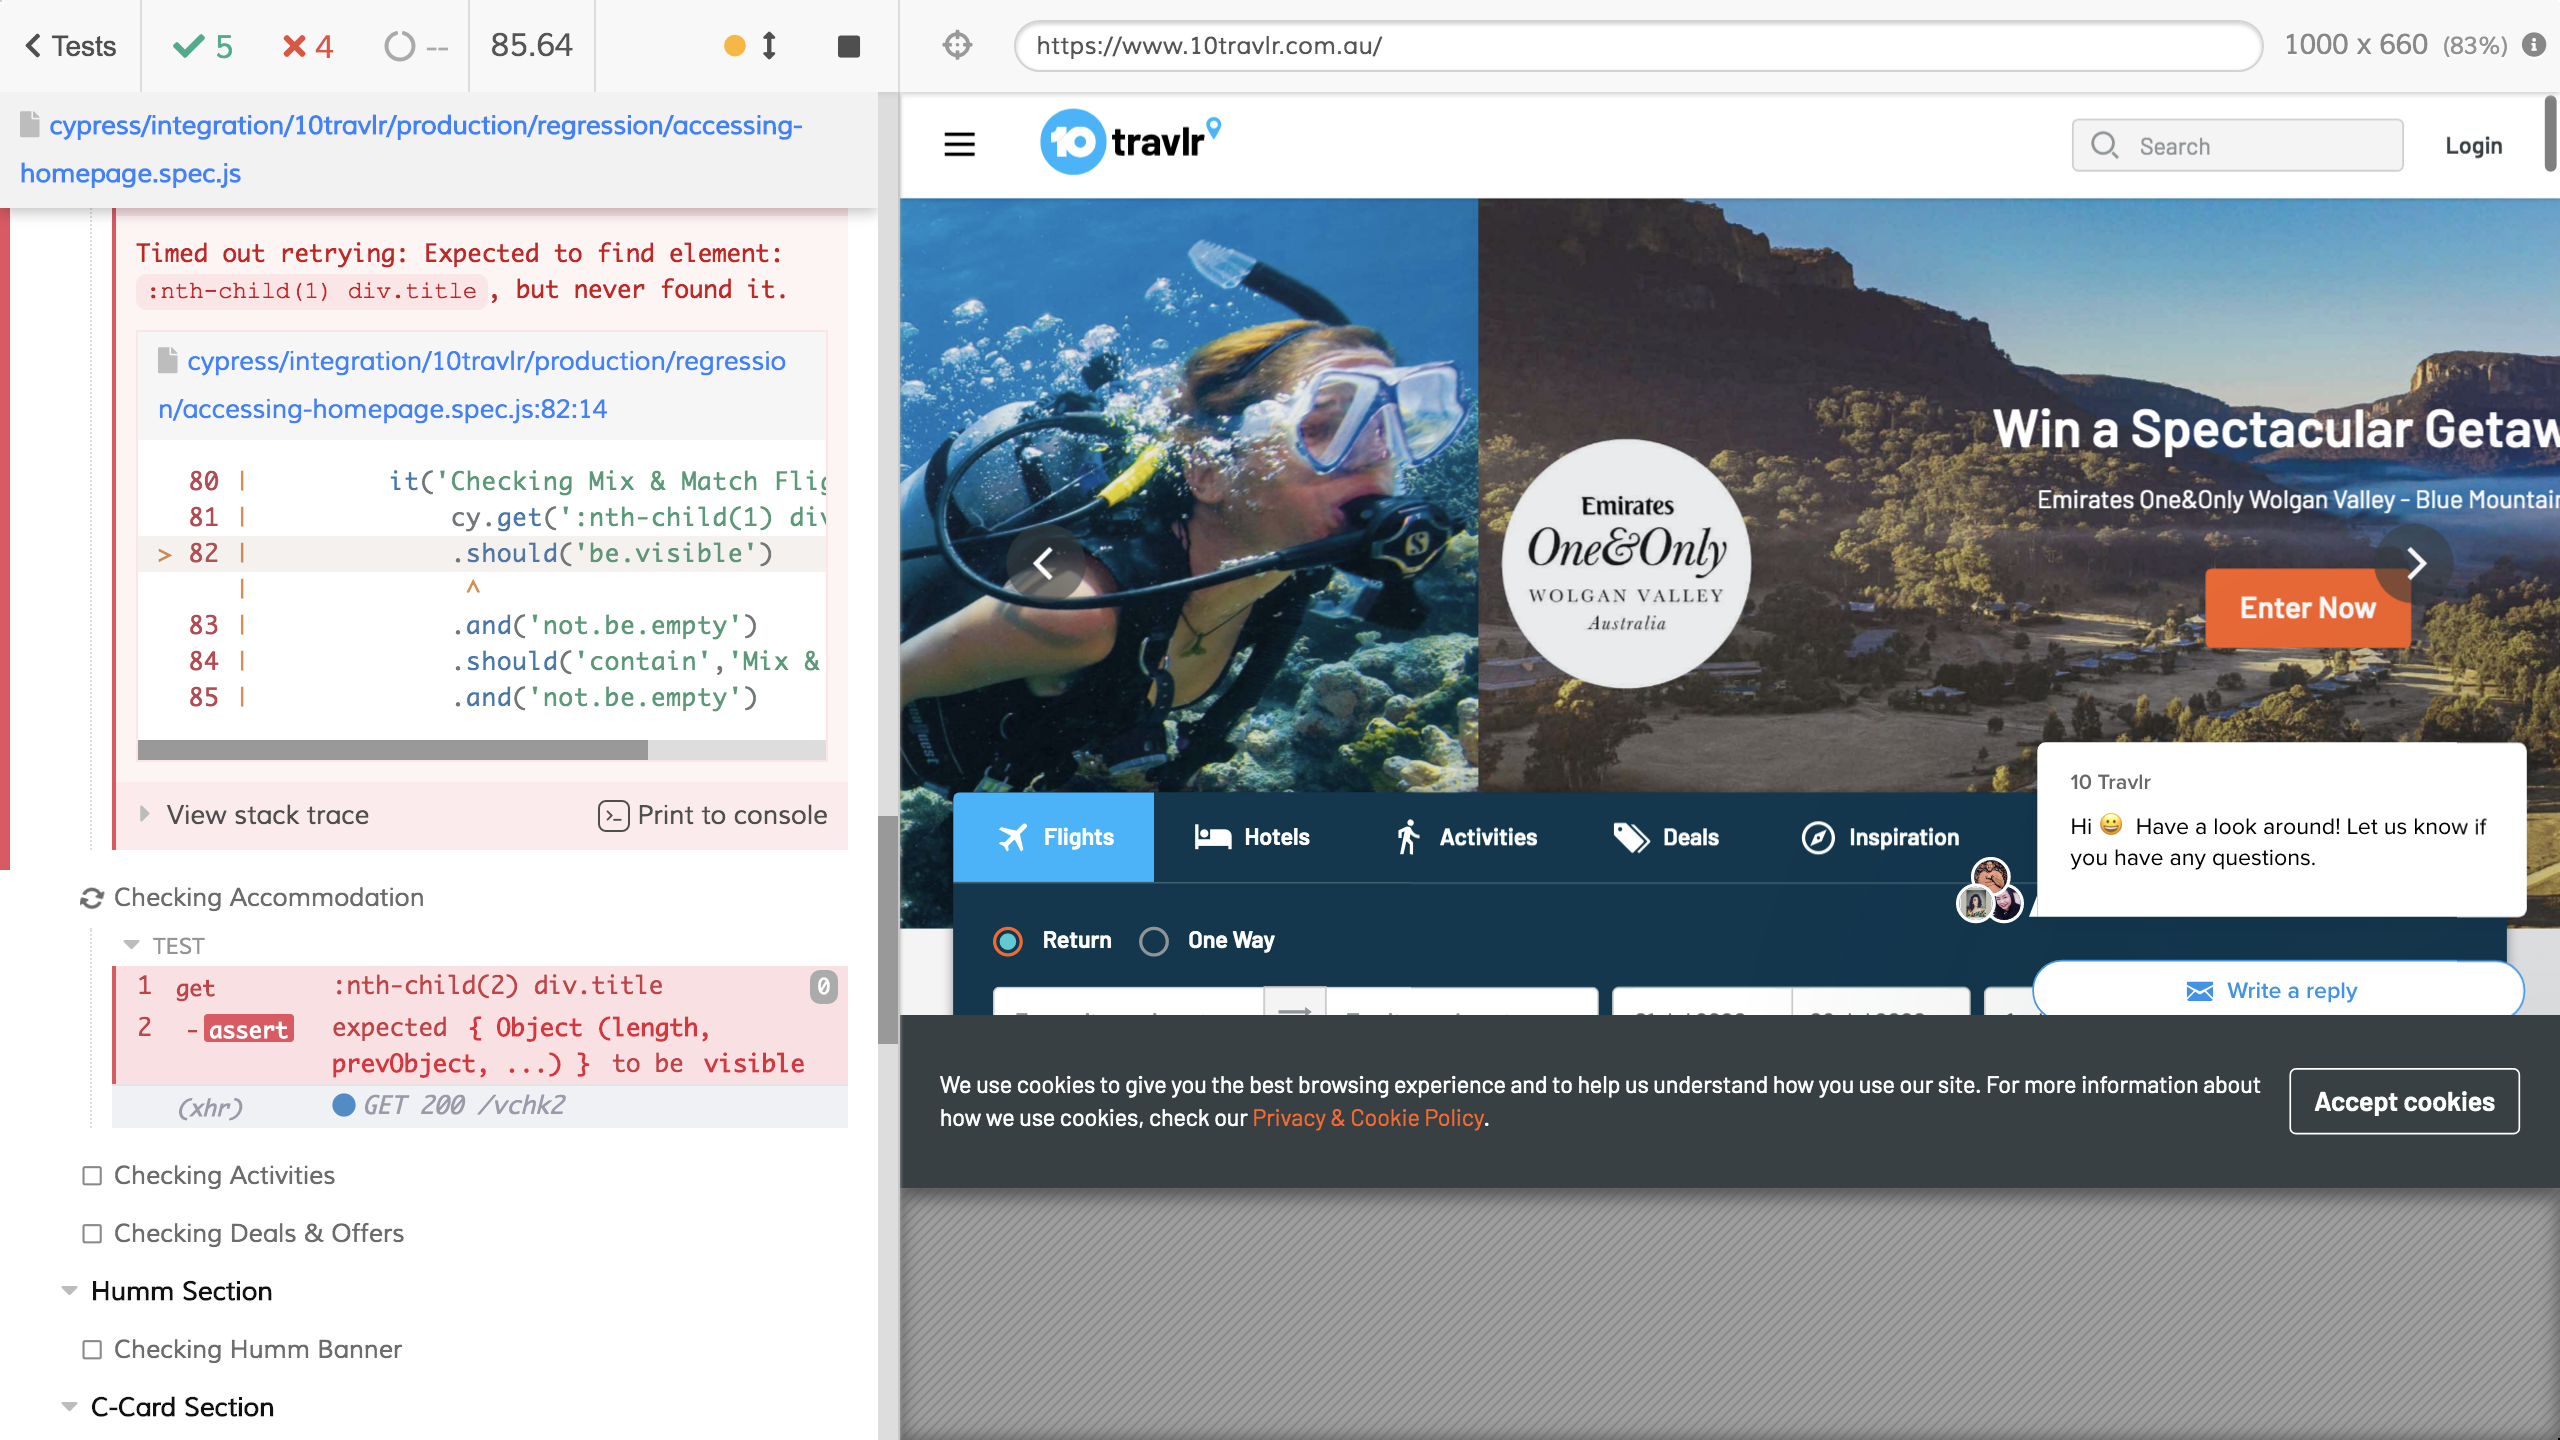 Tests
5
4
--
85.64
https://www.10travlr.com.au/
1000 x 660 (83%)
cypress/integration/10travlr/production/regression/accessing-
homepage.spec.js
Timed out retrying: Expected to find element:
:nth-child(1) div.title, but never found it.
cypress/integration/10travlr/production/regressio
n/accessing-homepage.spec.js:82:14
80 | it('Checking Mix & Match Flig
81 | cy.get(':nth-child(1) div
> 82 | .should('be.visible')
| ^
83 | .and('not.be.empty')
84 | .should('contain','Mix &
85 | .and('not.be.empty')
View stack trace
Print to console
Checking Accommodation
TEST
1 get :nth-child(2) div.title 0
2 -assert expected { Object (length,
prevObject, ...) } to be visible
(xhr) GET 200 /vchk2
Checking Activities
Checking Deals & Offers
Humm Section
Checking Humm Banner
C-Card Section
10 travlr
Search
Login
Win a Spectacular Getaw
Emirates One&Only Wolgan Valley - Blue Mountain
Emirates
One&Only
WOLGAN VALLEY
Australia
Enter Now
Flights
Hotels
Activities
Deals
Inspiration
10 Travlr
Hi 😀 Have a look around! Let us know if
you have any questions.
Return
One Way
Write a reply
We use cookies to give you the best browsing experience and to help us understand how you use our site. For more information about
how we use cookies, check our Privacy & Cookie Policy.
Accept cookies